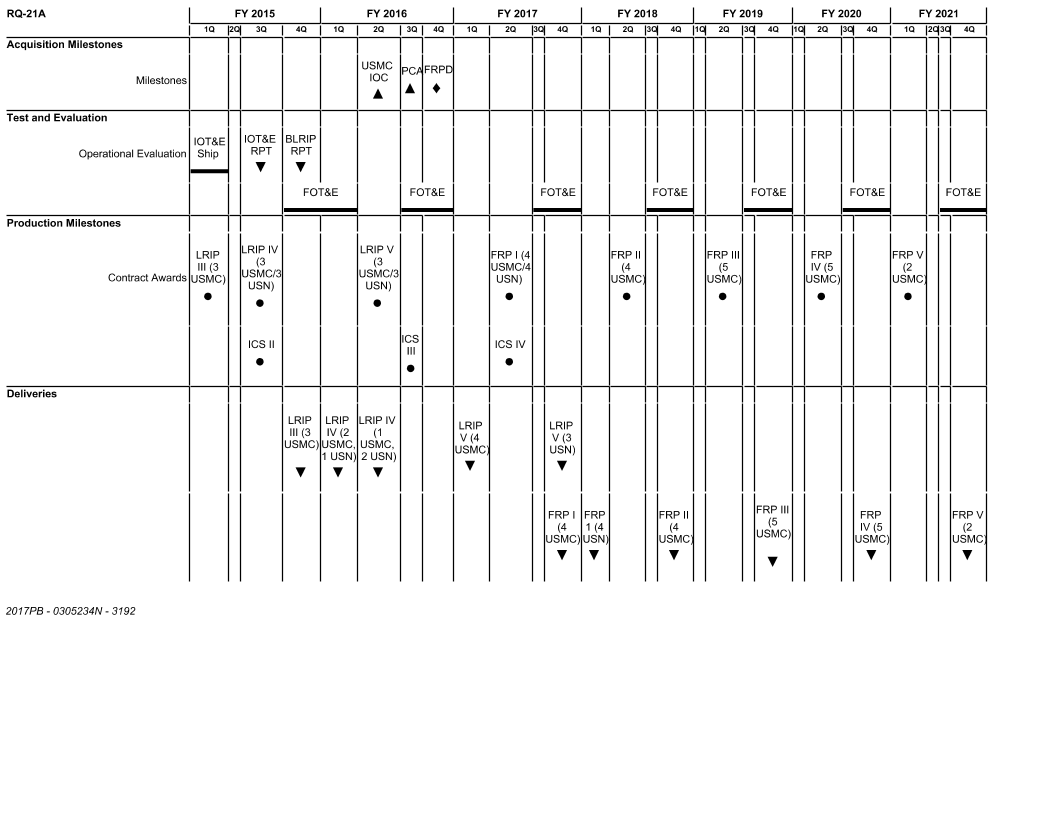 RQ-21A FY 2015 FY 2016 FY 2017 FY 2018 FY 2019 FY 2020 FY 2021
1Q 2Q 3Q 4Q 1Q 2Q 3Q 4Q 1Q 2Q 3Q 4Q 1Q 2Q 3Q 4Q 1Q 2Q 3Q 4Q 1Q 2Q 3Q 4Q 1Q 2Q 3Q 4Q
Acquisition Milestones
Milestones
USMC
IOC
PCA
FRPD
Test and Evaluation
Operational Evaluation
IOT&E
Ship
IOT&E
RPT
BLRIP
RPT
FOT&E FOT&E FOT&E FOT&E FOT&E FOT&E FOT&E
Production Milestones
Contract Awards
LRIP
III (3
USMC)
LRIP IV
(3
USMC/3
USN)
LRIP V
(3
USMC/3
USN)
FRP I (4
USMC/4
USN)
FRP II
(4
USMC)
FRP III
(5
USMC)
FRP
IV (5
USMC)
FRP V
(2
USMC)
ICS II
ICS
III
ICS IV
Deliveries
LRIP
III (3
USMC)
LRIP
IV (2
USMC,
1 USN)
LRIP IV
(1
USMC,
2 USN)
LRIP
V (4
USMC)
LRIP
V (3
USN)
FRP I
(4
USMC)
FRP
1 (4
USN)
FRP II
(4
USMC)
FRP III
(5
USMC)
FRP
IV (5
USMC)
FRP V
(2
USMC)
2017PB - 0305234N - 3192